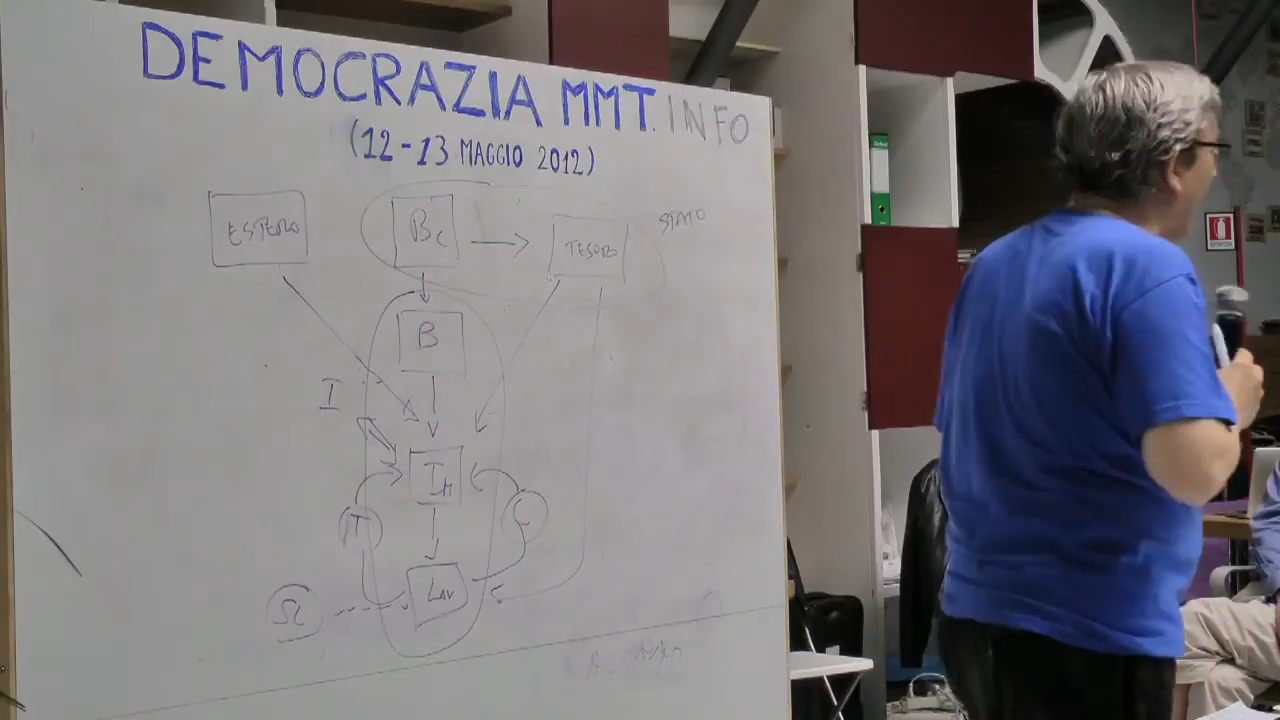 DEMOCRAZIA MMT.INFO
(12-13 MAGGIO 2012)
STATO
ESTERO
BC
TESORO
B
I
IM
T
C
LAV
Ω